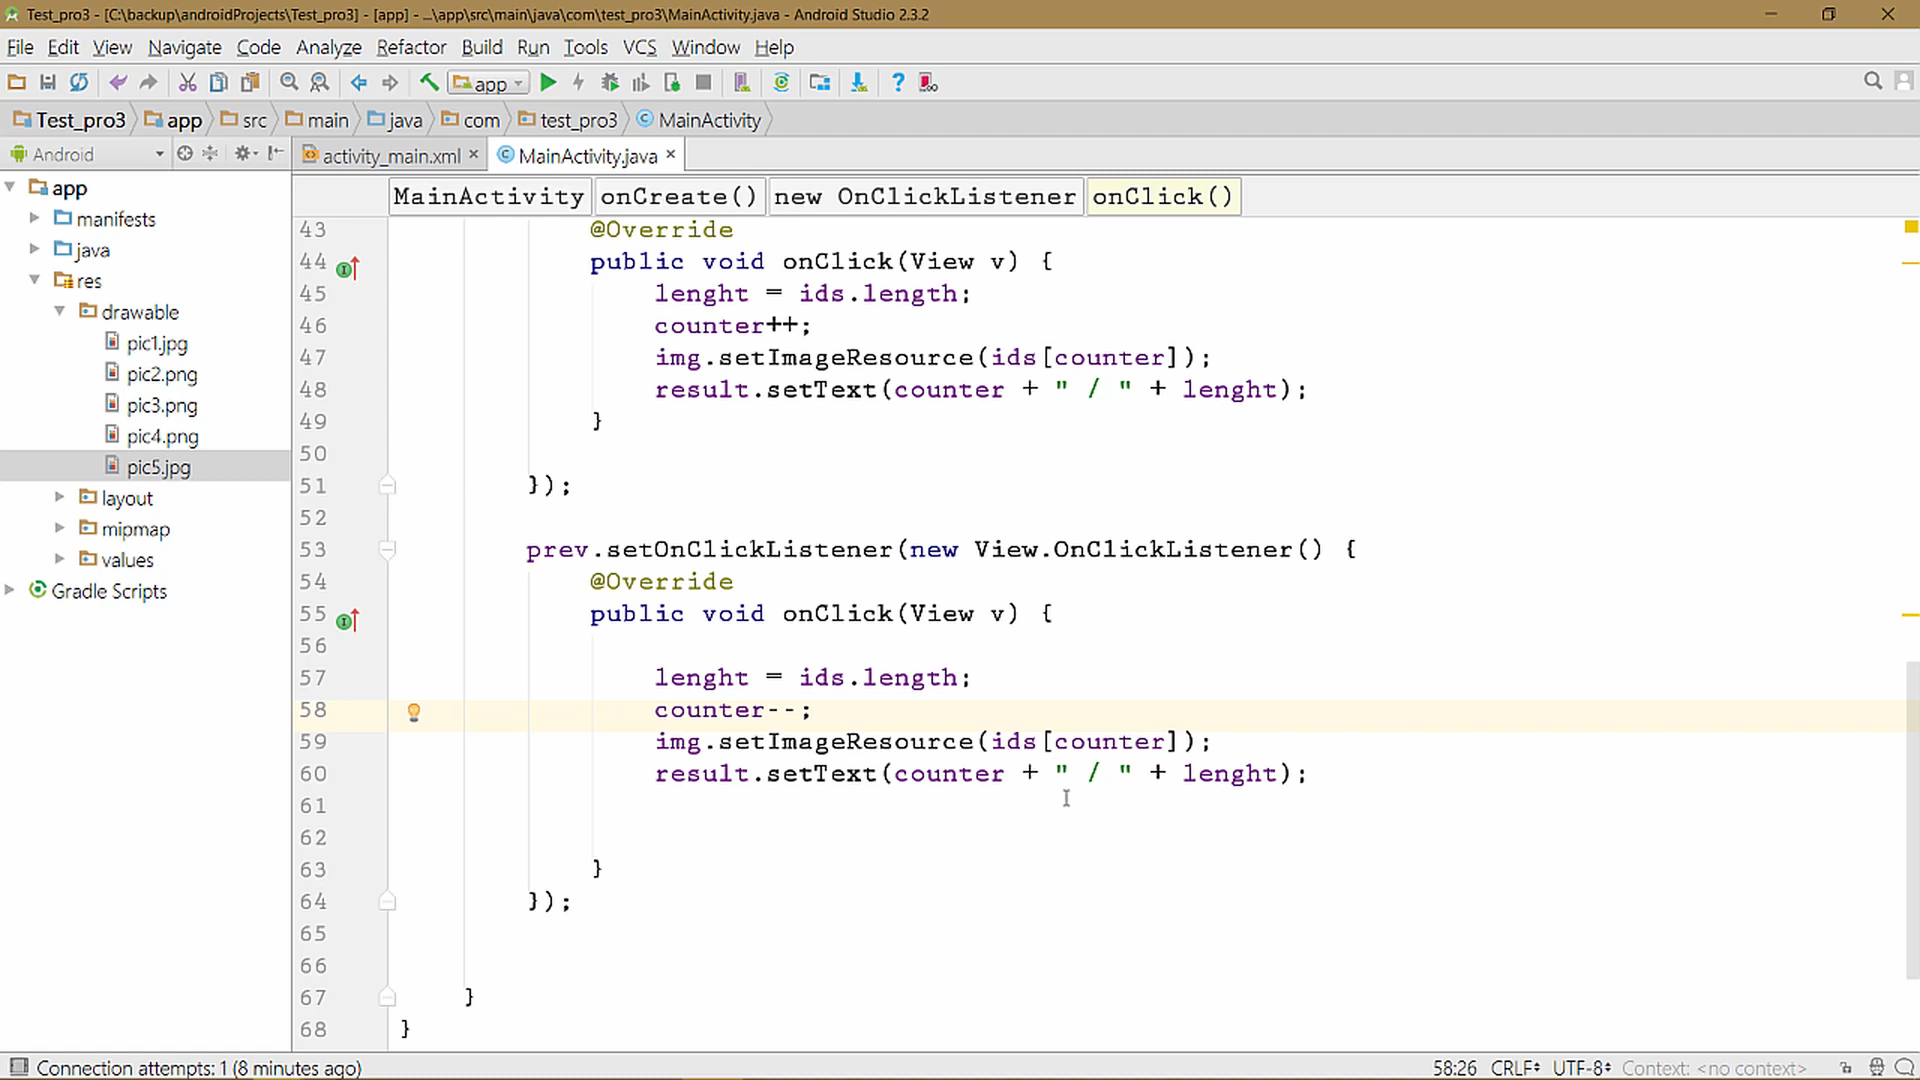 Test_pro3 - [C:\backup\androidProjects\Test_pro3] - [app] - ...\app\src\main\java\com\test_pro3\MainActivity.java - Android Studio 2.3.2
File Edit View Navigate Code Analyze Refactor Build Run Tools VCS Window Help
app
Test_pro3 app src main java com test_pro3 MainActivity
Android
activity_main.xml MainActivity.java
MainActivity onCreate() new OnClickListener onClick()
app
manifests
java
res
drawable
pic1.jpg
pic2.png
pic3.png
pic4.png
pic5.jpg
layout
mipmap
values
Gradle Scripts
43 @Override
44 public void onClick(View v) {
45 lenght = ids.length;
46 counter++;
47 img.setImageResource(ids[counter]);
48 result.setText(counter + " / " + lenght);
49 }
50
51 });
52
53 prev.setOnClickListener(new View.OnClickListener() {
54 @Override
55 public void onClick(View v) {
56
57 lenght = ids.length;
58 counter--;
59 img.setImageResource(ids[counter]);
60 result.setText(counter + " / " + lenght);
61
62
63 }
64 });
65
66
67 }
68 }
Connection attempts: 1 (8 minutes ago) 58:26 CRLF UTF-8 Context: <no context>